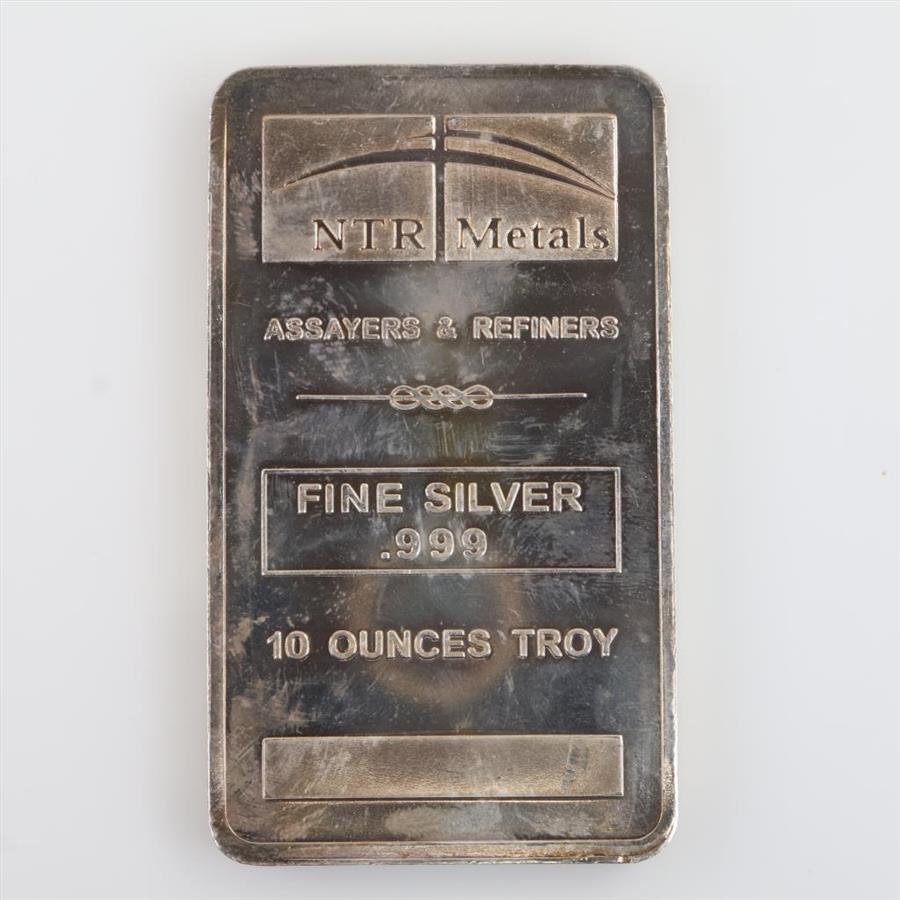 NTR Metals
ASSAYERS & REFINERS
FINE SILVER
.999
10 OUNCES TROY